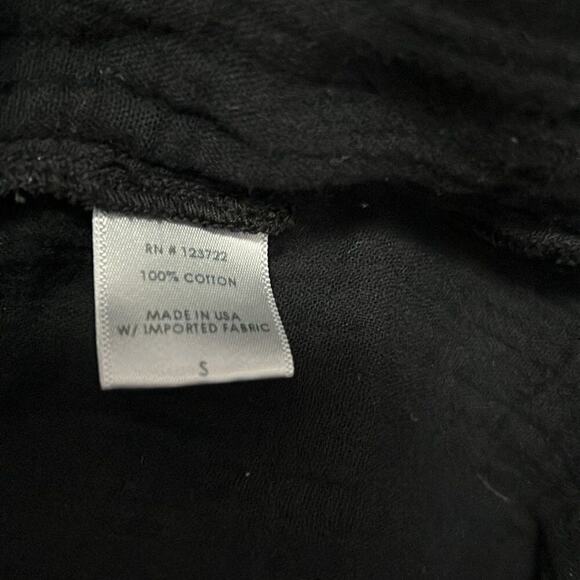 RN # 123722
100% COTTON
MADE IN USA
W/ IMPORTED FABRIC
S